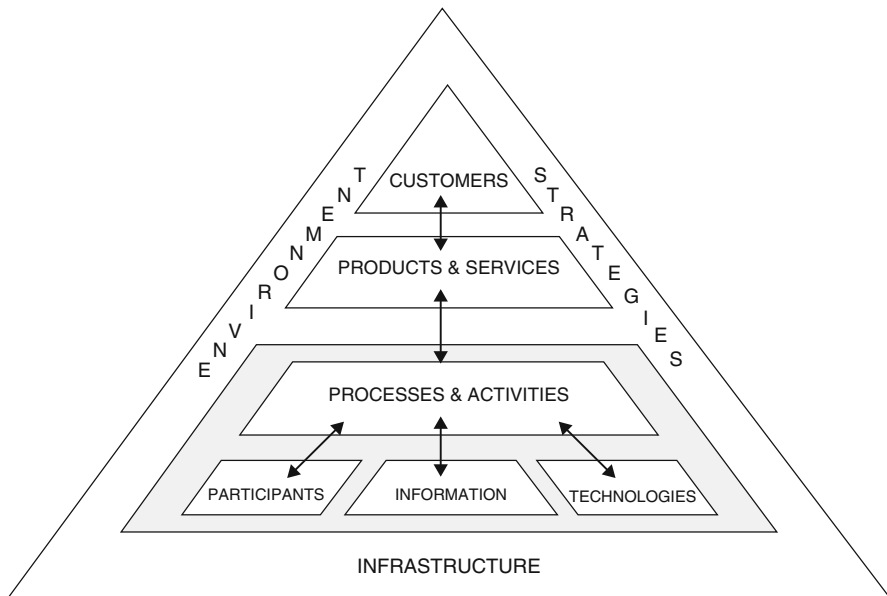 CUSTOMERS
ENVIRONMENT
STRATEGIES
PRODUCTS & SERVICES
PROCESSES & ACTIVITIES
PARTICIPANTS
INFORMATION
TECHNOLOGIES
INFRASTRUCTURE